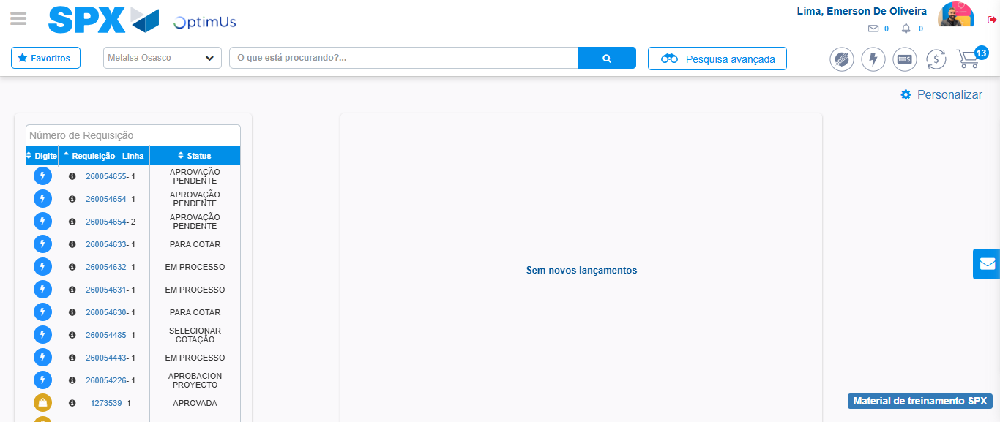 SPX
OptimUs
Lima, Emerson De Oliveira
0 0
Favoritos
Metalsa Osasco
O que está procurando?...
Pesquisa avançada
13
Personalizar
Número de Requisição
Digite Requisição - Linha Status
260054655- 1 APROVAÇÃO
PENDENTE
260054654- 1 APROVAÇÃO
PENDENTE
260054654- 2 APROVAÇÃO
PENDENTE
260054633- 1 PARA COTAR
260054632- 1 EM PROCESSO
260054631- 1 EM PROCESSO
260054630- 1 PARA COTAR
260054485- 1 SELECIONAR
COTAÇÂO
260054443- 1 EM PROCESSO
260054226- 1 APROBACION
PROYECTO
1273539- 1 APROVADA
Sem novos lançamentos
Material de treinamento SPX